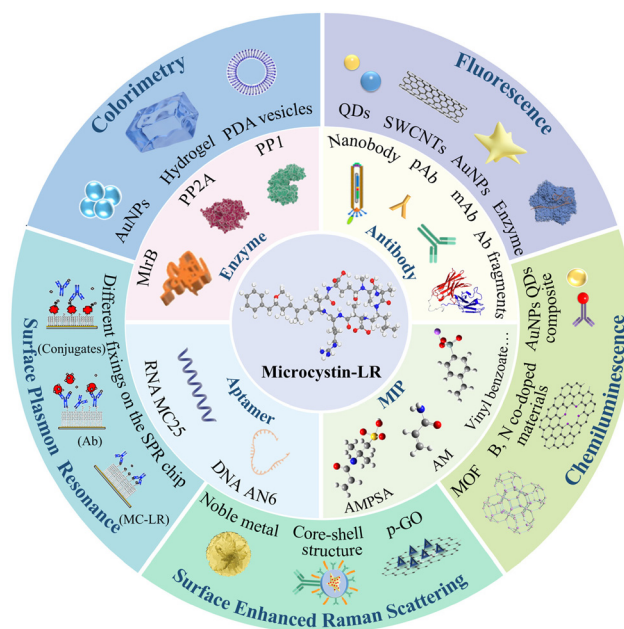 Colorimetry
AuNPs
Hydrogel
PDA vesicles
Fluorescence
QDs
SWCNTs
AuNPs
Enzyme
Chemiluminescence
AuNPs QDs
composite
B, N co-doped
materials
MOF
Surface Enhanced Raman Scattering
Noble metal
Core-shell
structure
p-GO
Surface Plasmon Resonance
Different fixings on the SPR chip
(Conjugates)
(Ab)
(MC-LR)
Enzyme
MlrB
PP2A
PP1
Antibody
Nanobody
pAb
mAb
Ab fragments
MIP
Vinyl benzoate...
AM
AMPSA
Aptamer
RNA MC25
DNA AN6
Microcystin-LR